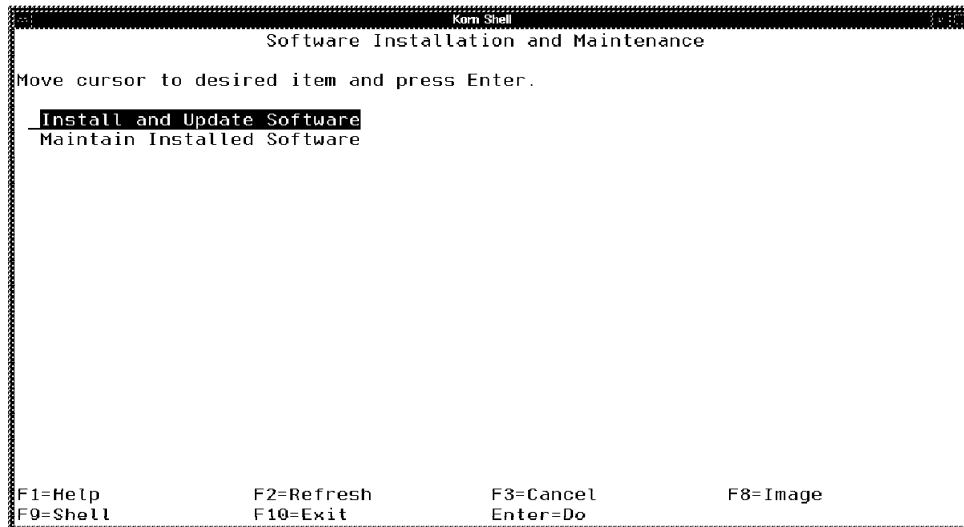 Korn Shell
Software Installation and Maintenance
Move cursor to desired item and press Enter.
Install and Update Software
Maintain Installed Software
F1=Help F2=Refresh F3=Cancel F8=Image
F9=Shell F10=Exit Enter=Do